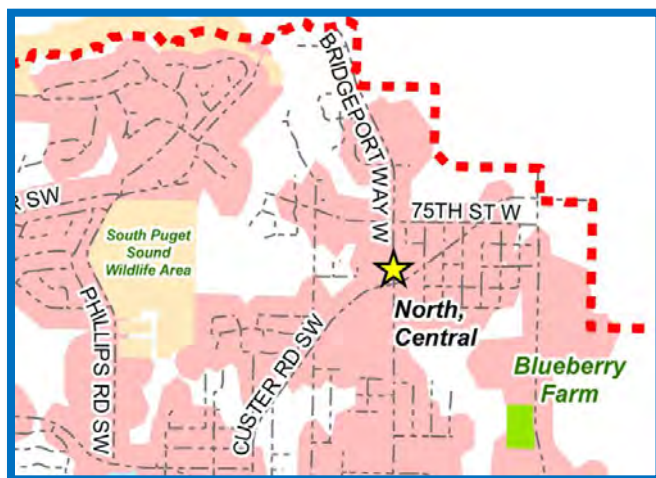 BRIDGEPORT WAY W
R SW
75TH ST W
South Puget
Sound
Wildlife Area
North,
Central
PHILLIPS RD SW
CUSTER RD SW
Blueberry
Farm